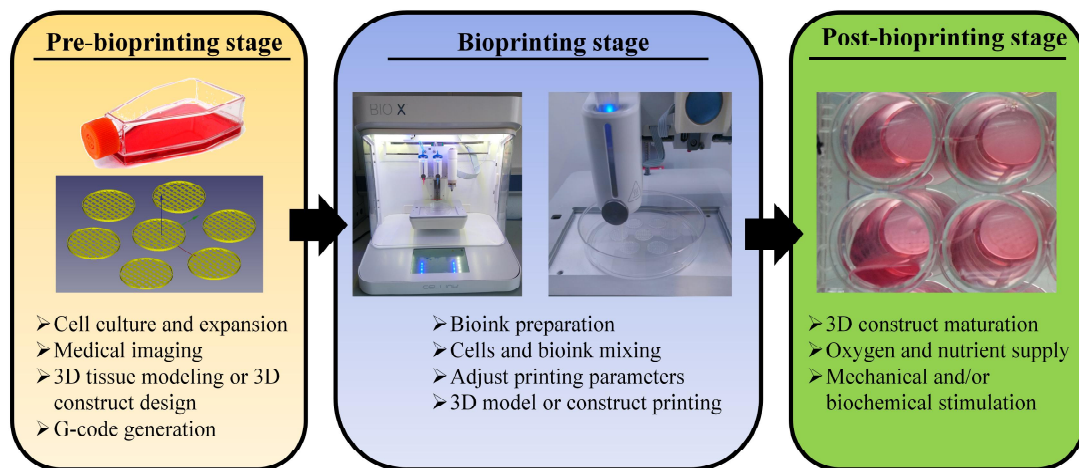 Pre-bioprinting stage
Bioprinting stage
Post-bioprinting stage
BIO X
➢Cell culture and expansion
➢Medical imaging
➢3D tissue modeling or 3D
construct design
➢G-code generation
➢Bioink preparation
➢Cells and bioink mixing
➢Adjust printing parameters
➢3D model or construct printing
➢3D construct maturation
➢Oxygen and nutrient supply
➢Mechanical and/or
biochemical stimulation